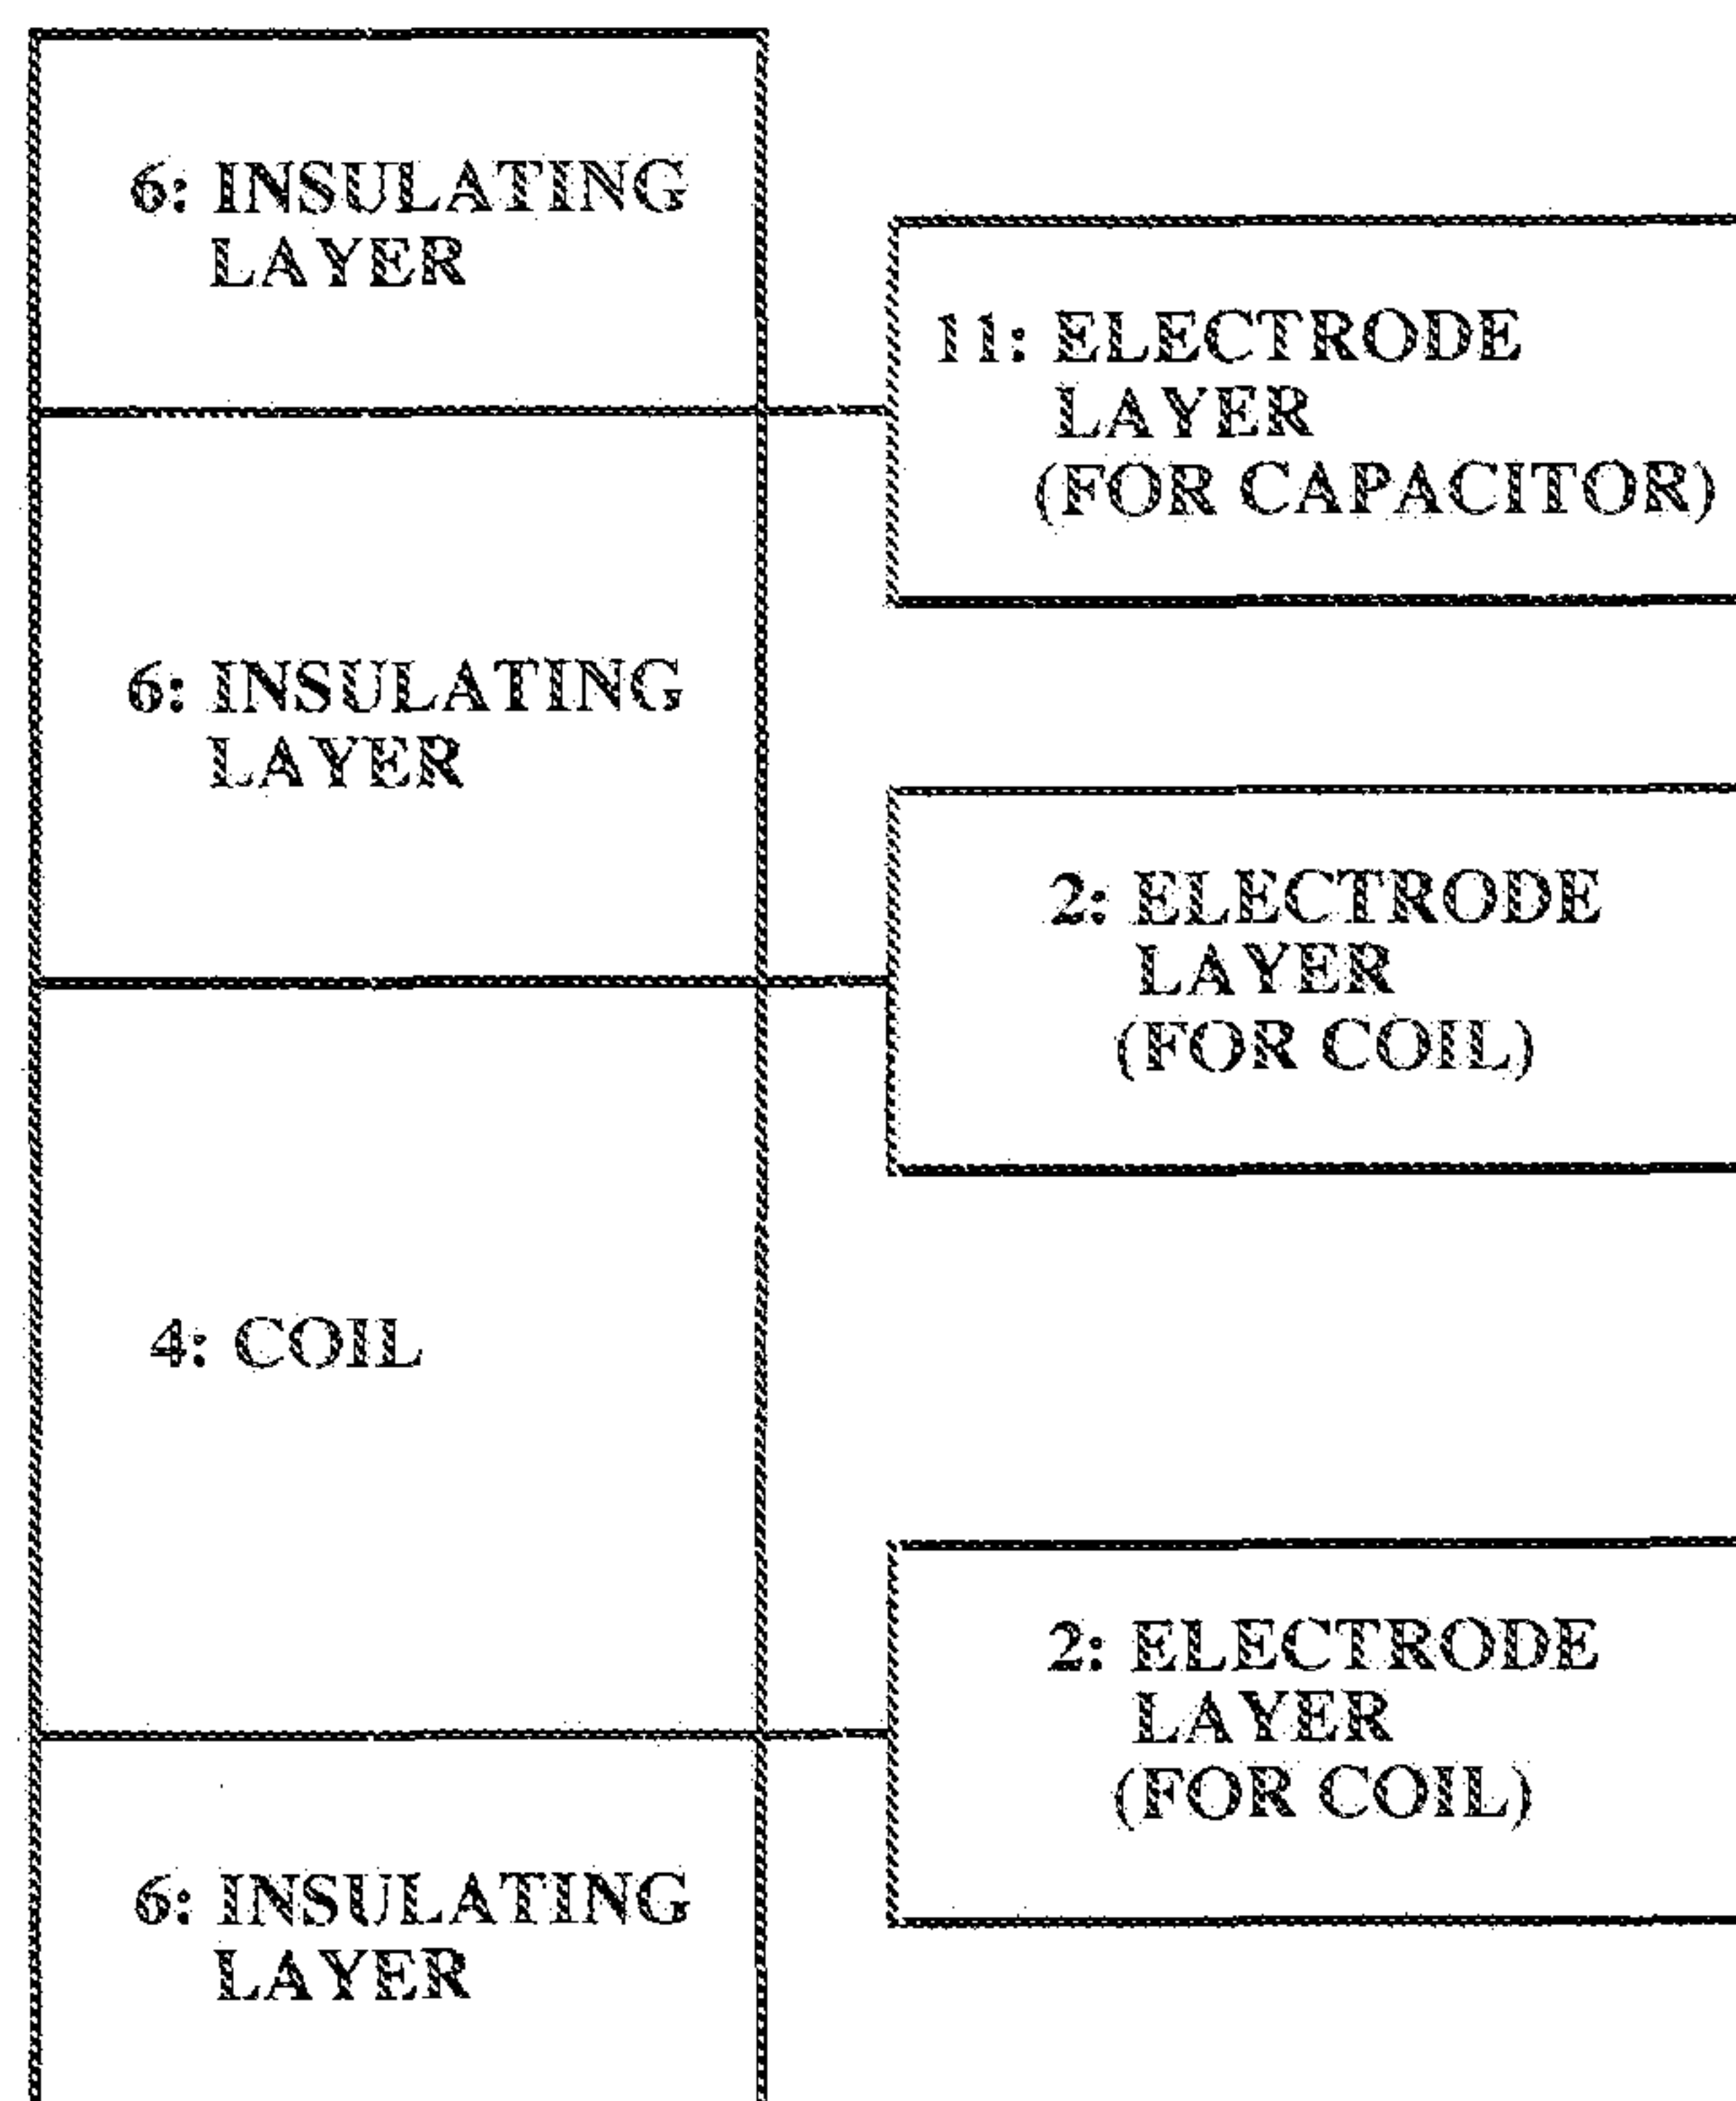 6: INSULATING
LAYER
11: ELECTRODE
LAYER
(FOR CAPACITOR)
6: INSULATING
LAYER
2: ELECTRODE
LAYER
(FOR COIL)
4: COIL
2: ELECTRODE
LAYER
(FOR COIL)
6: INSULATING
LAYER